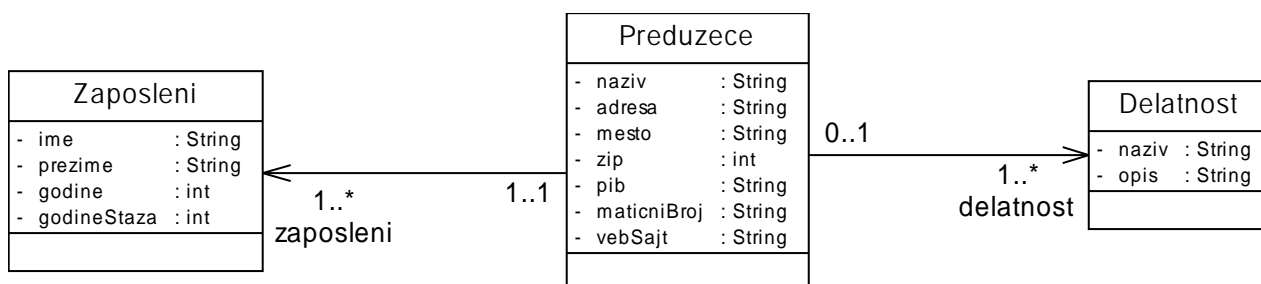 Zaposleni
- ime : String
- prezime : String
- godine : int
- godineStaza : int
1..*
zaposleni
1..1
Preduzece
- naziv : String
- adresa : String
- mesto : String
- zip : int
- pib : String
- maticniBroj : String
- vebSajt : String
0..1
1..*
delatnost
Delatnost
- naziv : String
- opis : String